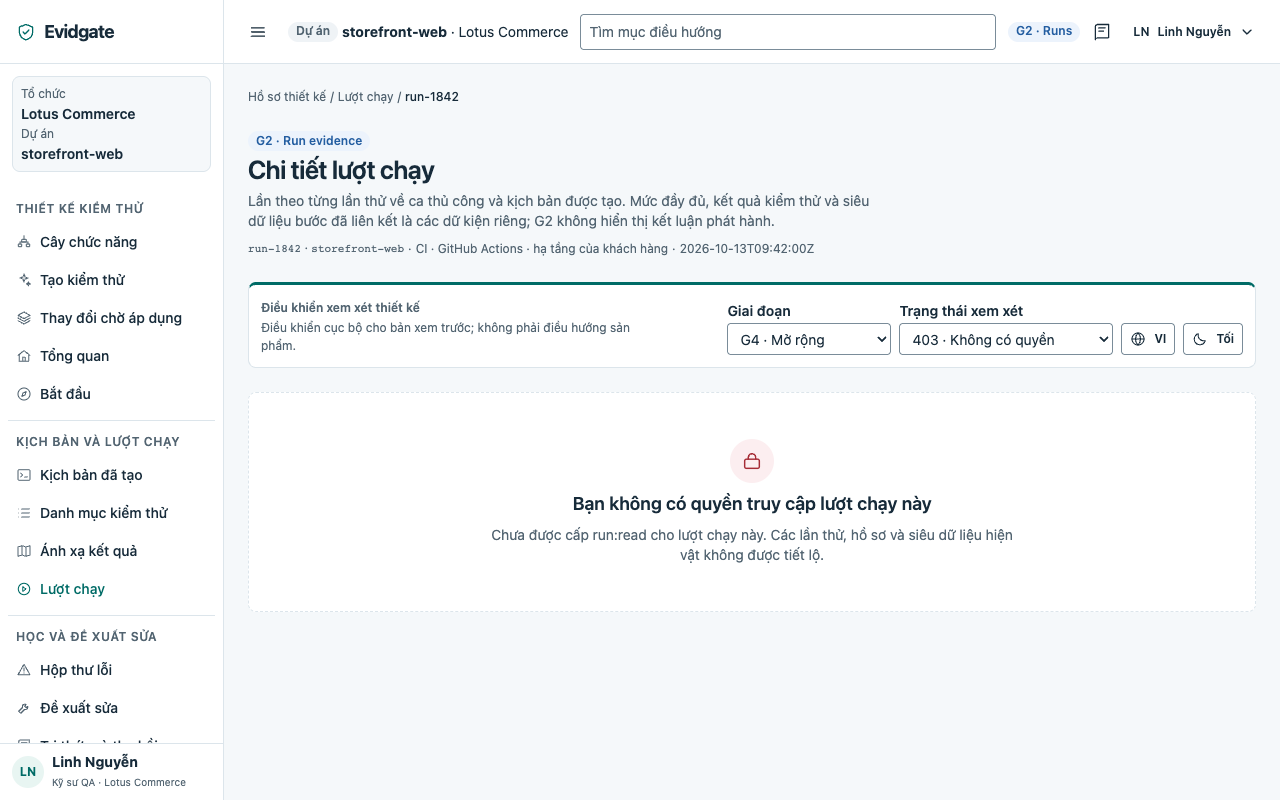 Evidgate
Dự án storefront-web · Lotus Commerce
Tìm mục điều hướng
G2 · Runs
LN Linh Nguyễn
Tổ chức
Lotus Commerce
Dự án
storefront-web
THIẾT KẾ KIỂM THỬ
Cây chức năng
Tạo kiểm thử
Thay đổi chờ áp dụng
Tổng quan
Bắt đầu
KỊCH BẢN VÀ LƯỢT CHẠY
Kịch bản đã tạo
Danh mục kiểm thử
Ánh xạ kết quả
Lượt chạy
HỌC VÀ ĐỀ XUẤT SỬA
Hộp thư lỗi
Đề xuất sửa
LN
Linh Nguyễn
Kỹ sư QA · Lotus Commerce
Hồ sơ thiết kế / Lượt chạy / run-1842
G2 · Run evidence
Chi tiết lượt chạy
Lần theo từng lần thử về ca thủ công và kịch bản được tạo. Mức đầy đủ, kết quả kiểm thử và siêu
dữ liệu bước đã liên kết là các dữ kiện riêng; G2 không hiển thị kết luận phát hành.
run-1842 · storefront-web · CI · GitHub Actions · hạ tầng của khách hàng · 2026-10-13T09:42:00Z
Điều khiển xem xét thiết kế
Điều khiển cục bộ cho bản xem trước; không phải điều hướng sản
phẩm.
Giai đoạn
G4 · Mở rộng
Trạng thái xem xét
403 · Không có quyền
VI
Tối
Bạn không có quyền truy cập lượt chạy này
Chưa được cấp run:read cho lượt chạy này. Các lần thử, hồ sơ và siêu dữ liệu hiện
vật không được tiết lộ.